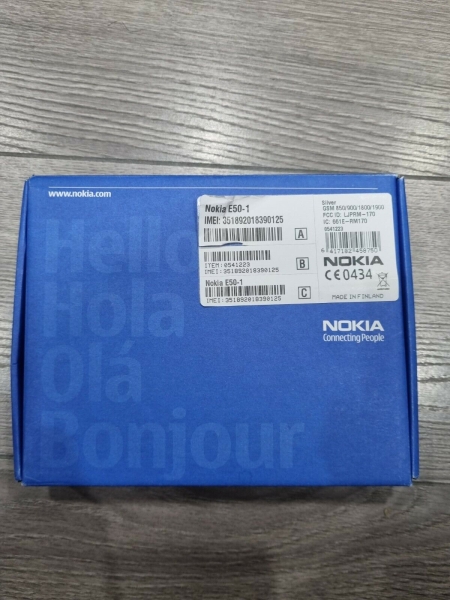 www.nokia.com
Nokia E50-1
IMEI: 351892018390125
A
ITEM:0541223
IMEI:351892018390125
B
Nokia E50-1
IMEI:351892018390125
C
Silver
GSM 850/900/1800/1900
FCC ID: LJPRM-170
IC: 661E-RM170
0541223
NOKIA
CE0434
MADE IN FINLAND
NOKIA
Connecting People
Hello
Hola
Olá
Bonjour